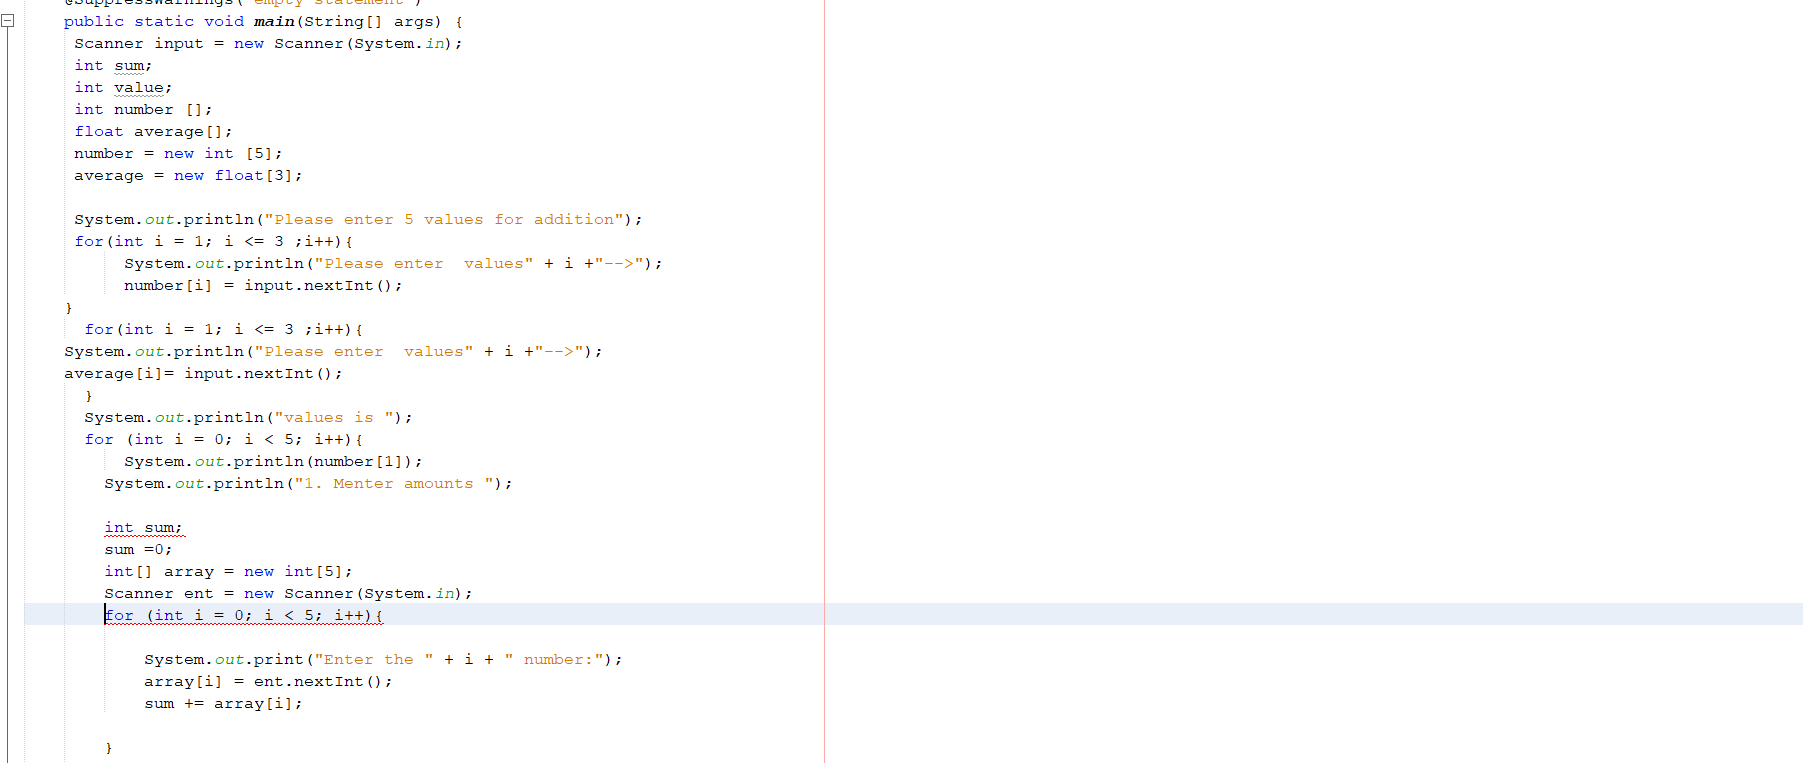 @SuppressWarnings("empty-statement")
public static void main(String[] args) {
Scanner input = new Scanner(System.in);
int sum;
int value;
int number [];
float average[];
number = new int [5];
average = new float[3];
System.out.println("Please enter 5 values for addition");
for(int i = 1; i <= 3 ;i++){
System.out.println("Please enter  values" + i +"-->");
number[i] = input.nextInt();
}
for(int i = 1; i <= 3 ;i++){
System.out.println("Please enter  values" + i +"-->");
average[i]= input.nextInt();
}
System.out.println("values is ");
for (int i = 0; i < 5; i++){
System.out.println(number[1]);
System.out.println("1. Menter amounts ");
int sum;
sum =0;
int[] array = new int[5];
Scanner ent = new Scanner(System.in);
for (int i = 0; i < 5; i++){
System.out.print("Enter the " + i + " number:");
array[i] = ent.nextInt();
sum += array[i];
}